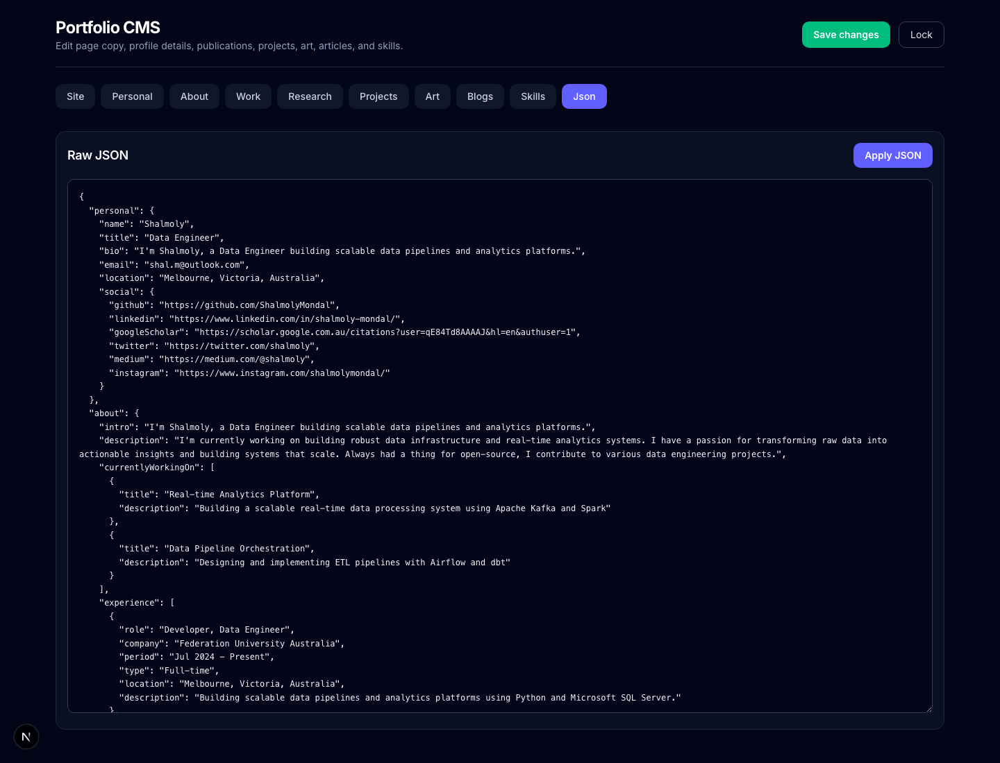 Portfolio CMS
Edit page copy, profile details, publications, projects, art, articles, and skills.
Save changes
Lock
Site
Personal
About
Work
Research
Projects
Art
Blogs
Skills
Json
Raw JSON
Apply JSON
{
  "personal": {
    "name": "Shalmoly",
    "title": "Data Engineer",
    "bio": "I'm Shalmoly, a Data Engineer building scalable data pipelines and analytics platforms.",
    "email": "shal.m@outlook.com",
    "location": "Melbourne, Victoria, Australia",
    "social": {
      "github": "https://github.com/ShalmolyMondal",
      "linkedin": "https://www.linkedin.com/in/shalmoly-mondal/",
      "googleScholar": "https://scholar.google.com.au/citations?user=qE84Td8AAAAJ&hl=en&authuser=1",
      "twitter": "https://twitter.com/shalmoly",
      "medium": "https://medium.com/@shalmoly",
      "instagram": "https://www.instagram.com/shalmolymondal/"
    }
  },
  "about": {
    "intro": "I'm Shalmoly, a Data Engineer building scalable data pipelines and analytics platforms.",
    "description": "I'm currently working on building robust data infrastructure and real-time analytics systems. I have a passion for transforming raw data into
actionable insights and building systems that scale. Always had a thing for open-source, I contribute to various data engineering projects.",
    "currentlyWorkingOn": [
      {
        "title": "Real-time Analytics Platform",
        "description": "Building a scalable real-time data processing system using Apache Kafka and Spark"
      },
      {
        "title": "Data Pipeline Orchestration",
        "description": "Designing and implementing ETL pipelines with Airflow and dbt"
      }
    ],
    "experience": [
      {
        "role": "Developer, Data Engineer",
        "company": "Federation University Australia",
        "period": "Jul 2024 - Present",
        "type": "Full-time",
        "location": "Melbourne, Victoria, Australia",
        "description": "Building scalable data pipelines and analytics platforms using Python and Microsoft SQL Server."
      },
N